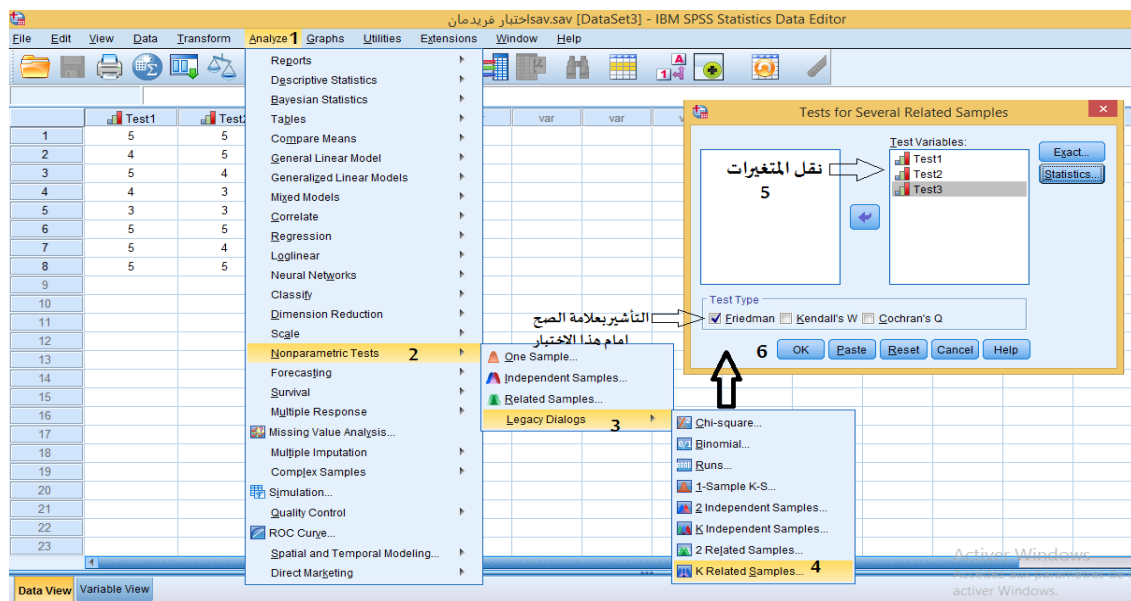 اختبار فريدمانsav.sav [DataSet3] - IBM SPSS Statistics Data Editor
File Edit View Data Transform Analyze 1 Graphs Utilities Extensions Window Help
Reports
Descriptive Statistics
Bayesian Statistics
Tables
Compare Means
General Linear Model
Generalized Linear Models
Mixed Models
Correlate
Regression
Loglinear
Neural Networks
Classify
Dimension Reduction
Scale
Nonparametric Tests 2
Forecasting
Survival
Multiple Response
Missing Value Analysis...
Multiple Imputation
Complex Samples
Simulation...
Quality Control
ROC Curve...
Spatial and Temporal Modeling...
Direct Marketing
Test1 Test2 var var
1 5 5
2 4 5
3 5 4
4 4 3
5 3 3
6 5 5
7 5 4
8 5 5
9
10
11
12
13
14
15
16
17
18
19
20
21
22
23
One Sample...
Independent Samples...
Related Samples...
Legacy Dialogs 3
Chi-square...
Binomial...
Runs...
1-Sample K-S...
2 Independent Samples...
K Independent Samples...
2 Related Samples...
K Related Samples... 4
Tests for Several Related Samples
Test Variables:
Test1
Test2
Test3
Exact...
Statistics...
نقل المتغيرات
5
Test Type
Friedman Kendall's W Cochran's Q
التأشير بعلامة الصح
امام هذا الاختبار
6 OK Paste Reset Cancel Help
Activer Windows
activer Windows.
Data View Variable View